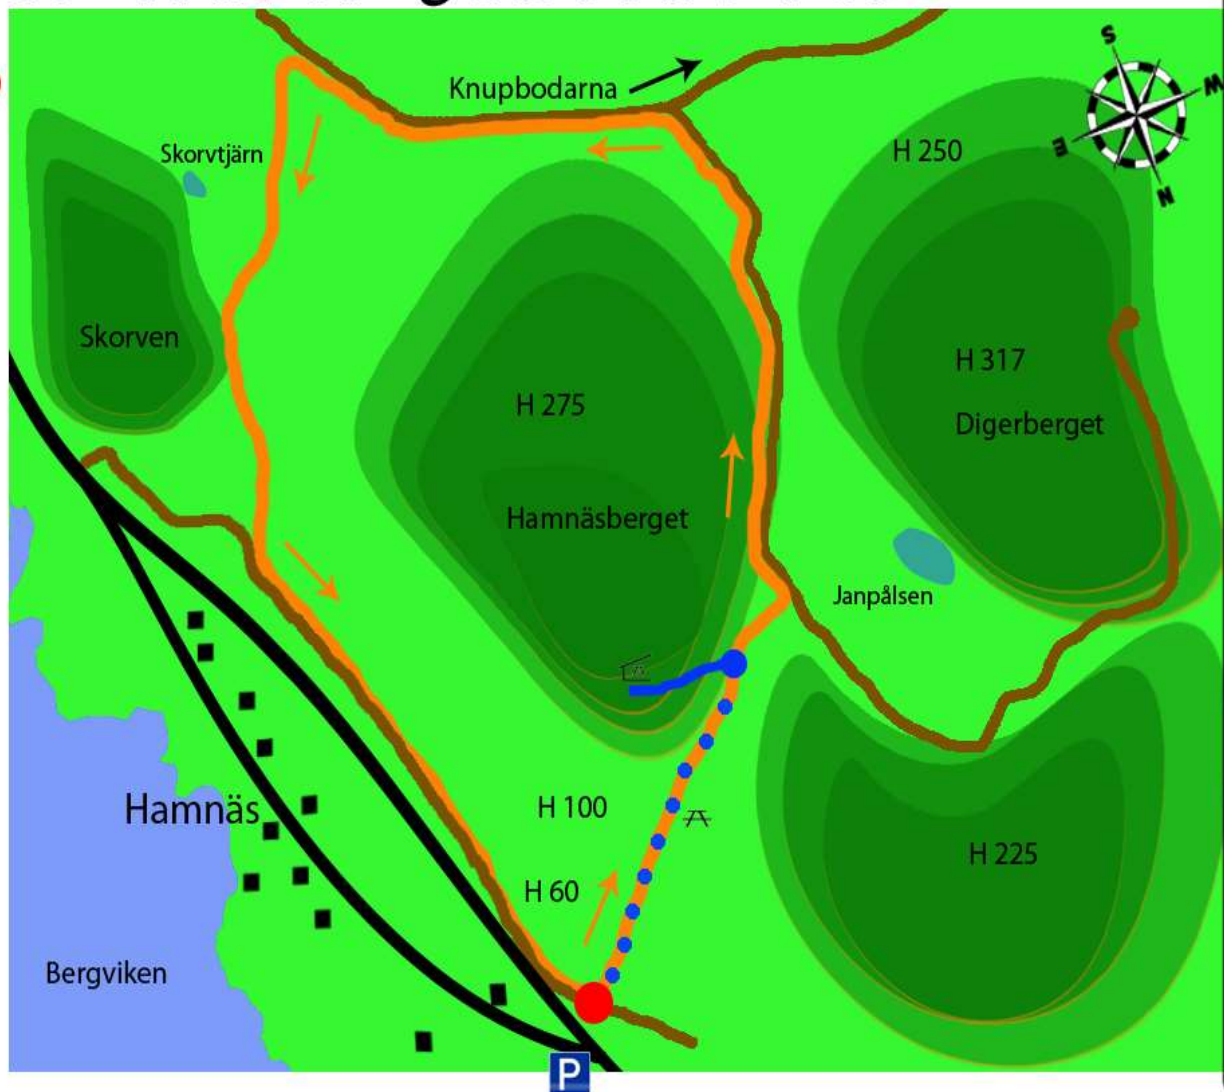 Knupbodarna
S
W
E
N
Skorvtjärn
H 250
Skorven
H 317
H 275
Digerberget
Hamnäsberget
Janpålsen
Hamnäs
H 100
H 225
H 60
Bergviken
P